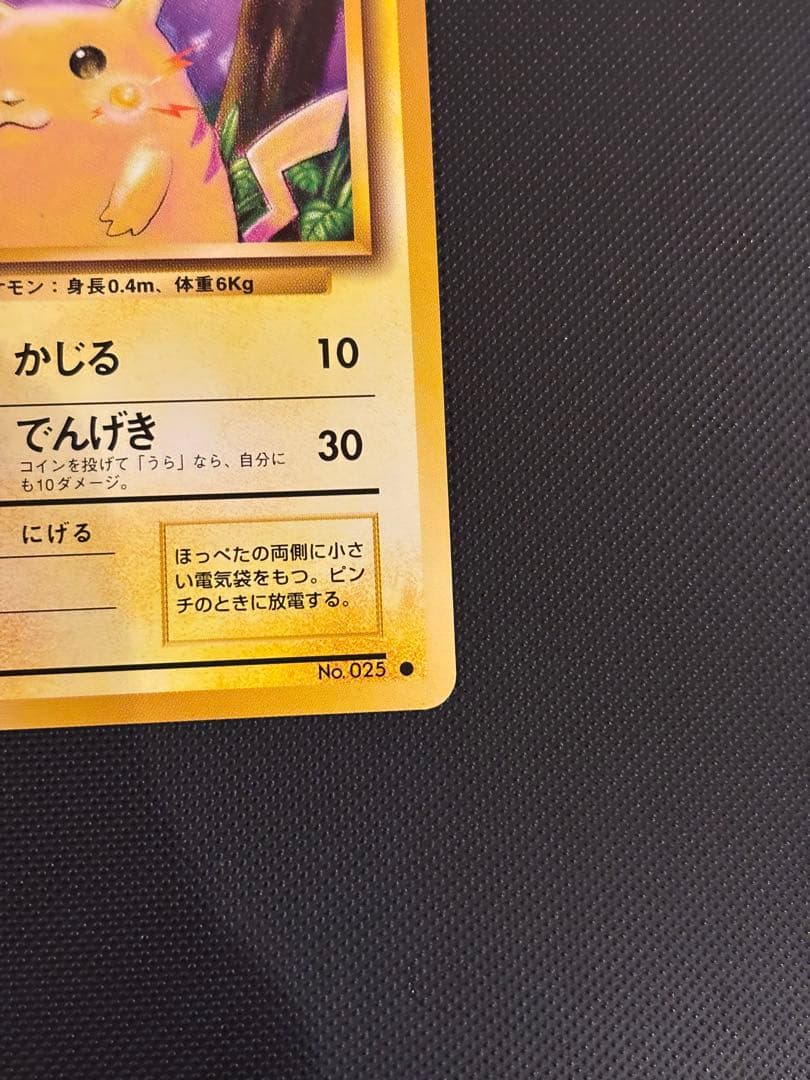 モン：身長0.4m、体重6Kg
かじる 10
でんげき 30
コインを投げて「うら」なら、自分に
も10ダメージ。
にげる
ほっぺたの両側に小さ
い電気袋をもつ。ピン
チのときに放電する。
No.025 ●